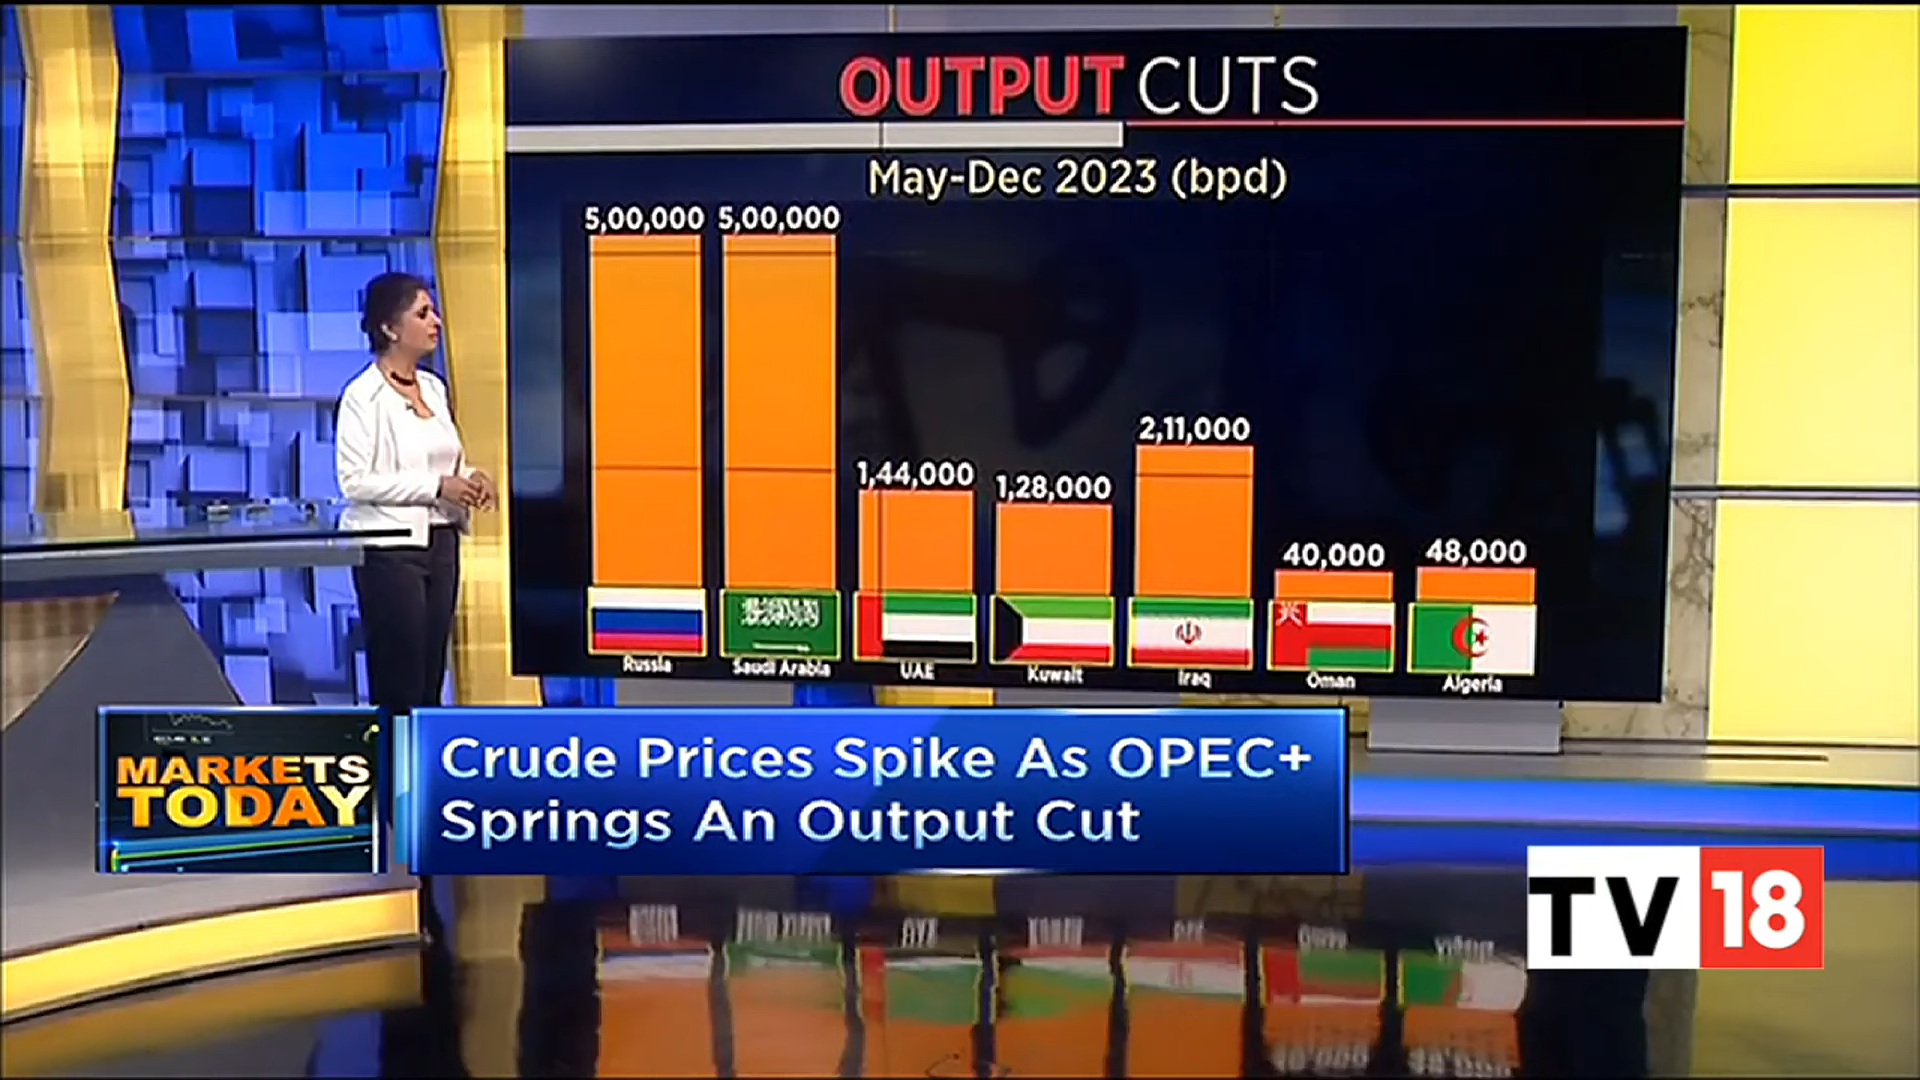 OUTPUT CUTS
May-Dec 2023 (bpd)
5,00,000 5,00,000
1,44,000 1,28,000 2,11,000 40,000 48,000
Russia Saudi Arabia UAE Kuwait Iraq Oman Algeria
MARKETS
TODAY
Crude Prices Spike As OPEC+
Springs An Output Cut
TV 18